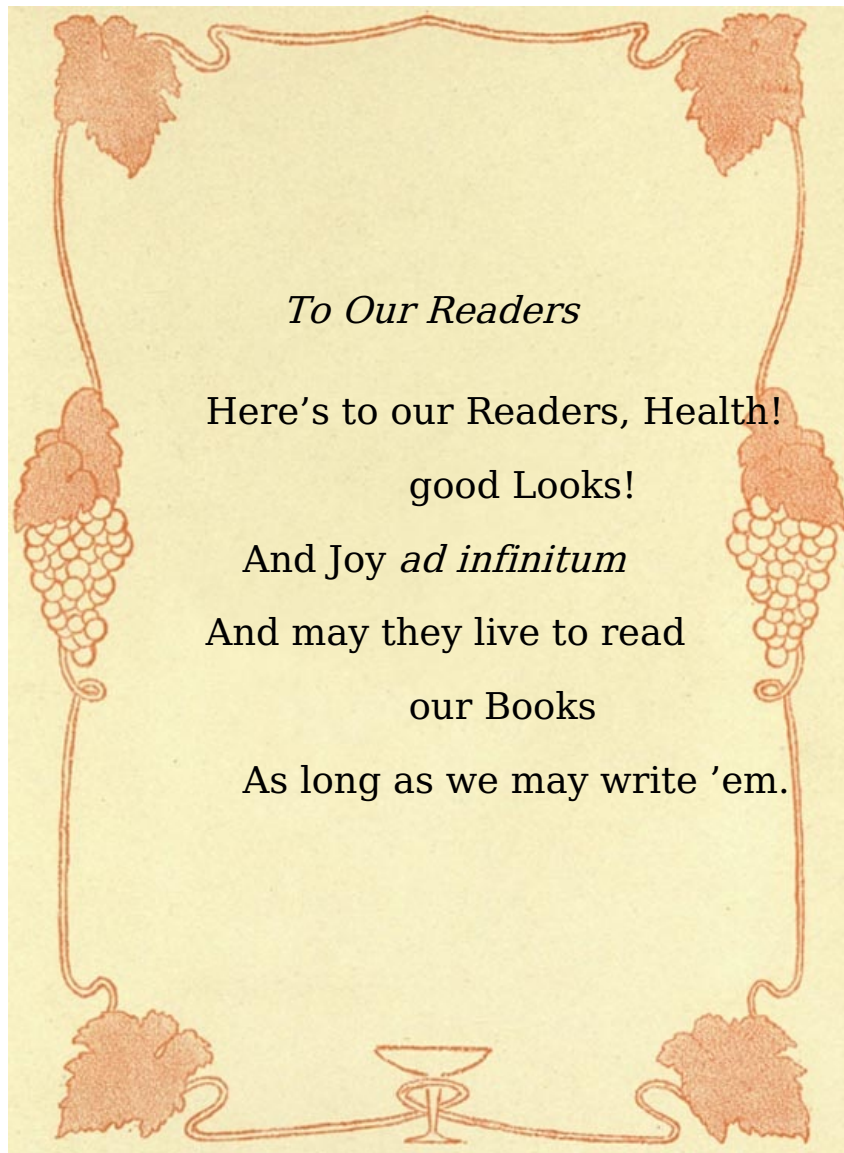 To Our Readers
Here’s to our Readers, Health!
good Looks!
And Joy ad infinitum
And may they live to read
our Books
As long as we may write ’em.